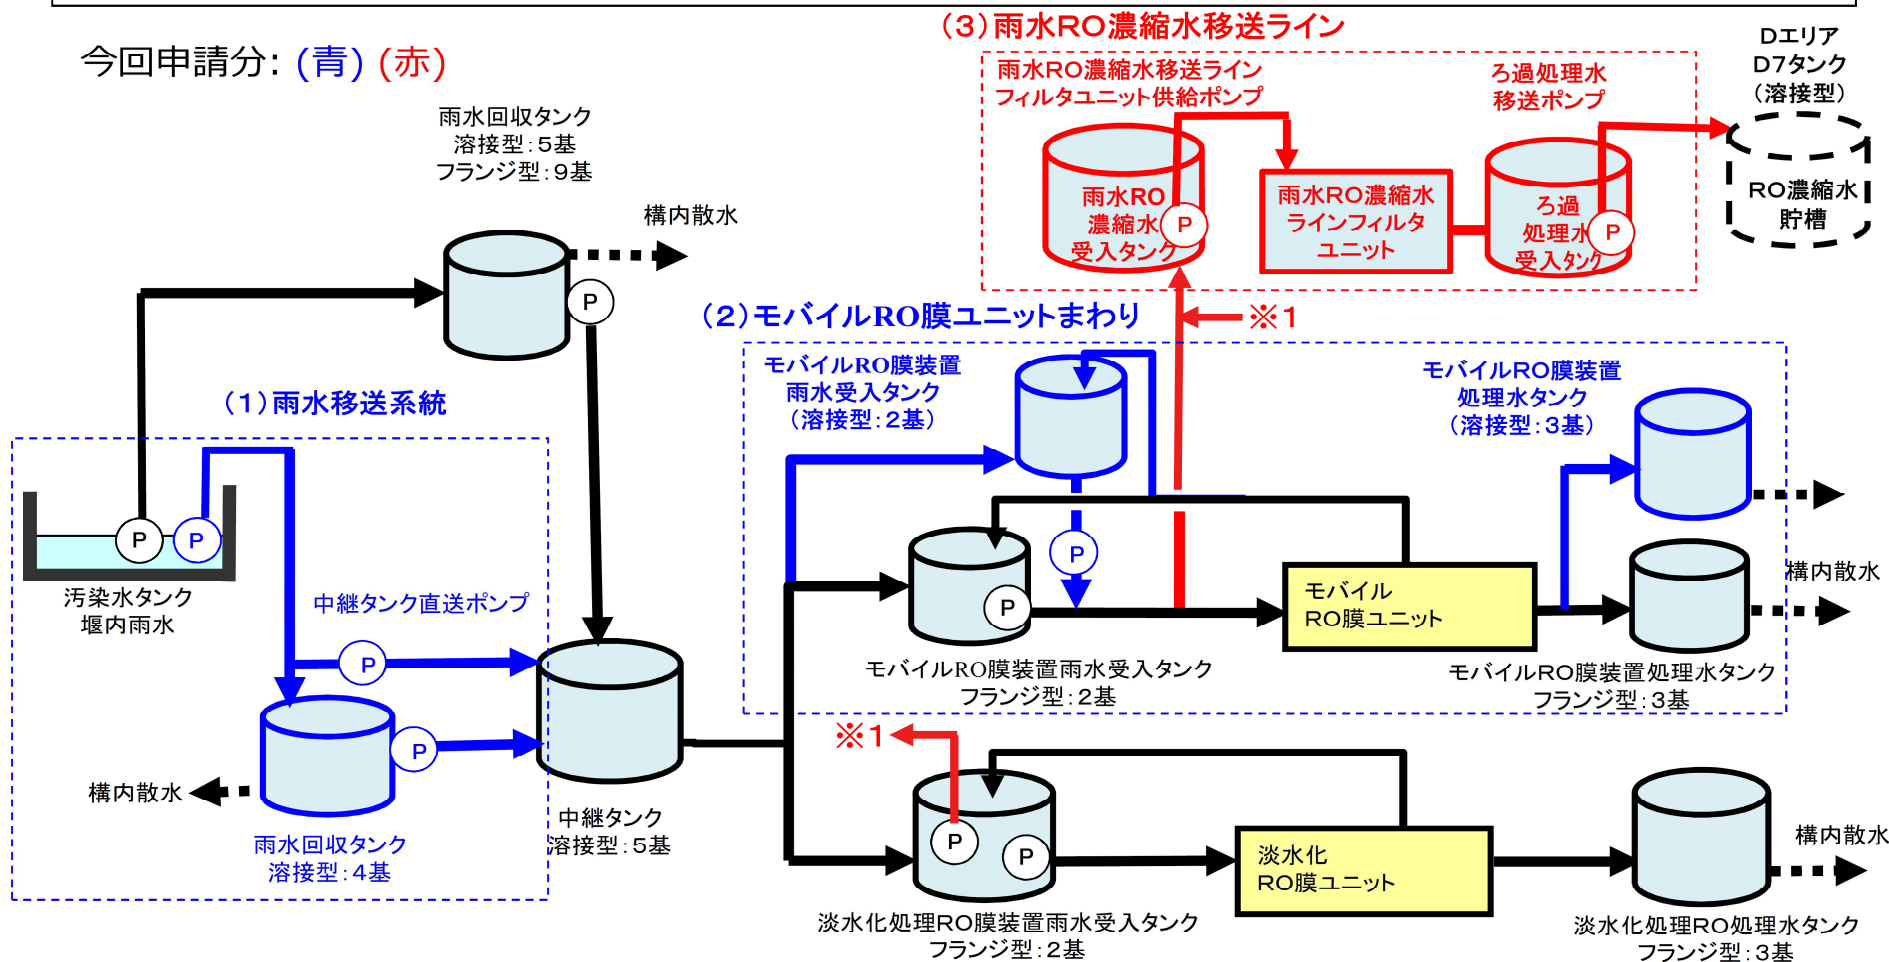 (3)雨水RO濃縮水移送ライン
今回申請分:(青)(赤)
Dエリア
D7タンク
(溶接型)
RO濃縮水
貯槽
雨水RO濃縮水移送ライン
フィルタユニット供給ポンプ
ろ過処理水
移送ポンプ
雨水RO
濃縮水
受入タンク
P
雨水RO濃縮水
ラインフィルタ
ユニット
ろ過
処理水
受入タンク
P
雨水回収タンク
溶接型:5基
フランジ型:9基
構内散水
P
(2)モバイルRO膜ユニットまわり
※1
モバイルRO膜装置
雨水受入タンク
(溶接型:2基)
モバイルRO膜装置
処理水タンク
(溶接型:3基)
(1)雨水移送系統
P
P
汚染水タンク
堰内雨水
中継タンク直送ポンプ
P
P
構内散水
雨水回収タンク
溶接型:4基
中継タンク
溶接型:5基
P
P
モバイル
RO膜ユニット
構内散水
モバイルRO膜装置雨水受入タンク
フランジ型:2基
モバイルRO膜装置処理水タンク
フランジ型:3基
※1
P
P
淡水化
RO膜ユニット
構内散水
淡水化処理RO膜装置雨水受入タンク
フランジ型:2基
淡水化処理RO処理水タンク
フランジ型:3基